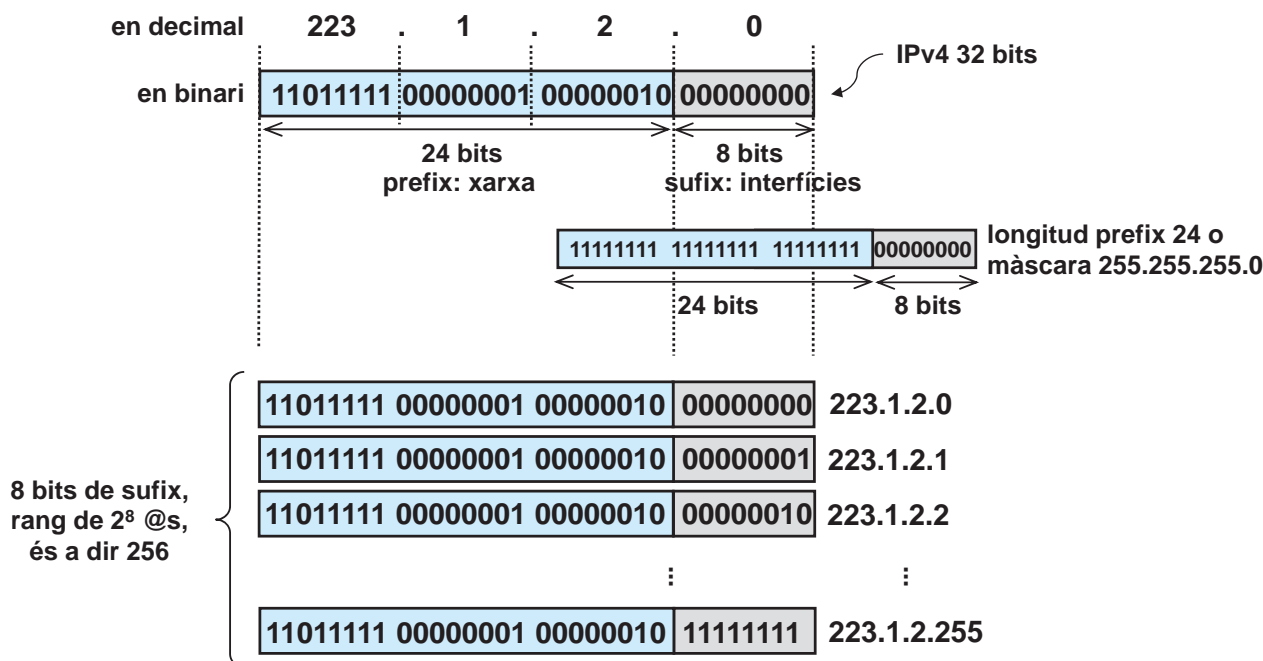 en decimal 223 . 1 . 2 . 0
IPv4 32 bits
en binari 11011111 00000001 00000010 00000000
24 bits 8 bits
prefix: xarxa sufix: interfícies
11111111 11111111 11111111 00000000 longitud prefix 24 o
màscara 255.255.255.0
24 bits 8 bits
11011111 00000001 00000010 00000000 223.1.2.0
11011111 00000001 00000010 00000001 223.1.2.1
8 bits de sufix,
rang de 2⁸ @s,
és a dir 256
11011111 00000001 00000010 00000010 223.1.2.2
⋮ ⋮
11011111 00000001 00000010 11111111 223.1.2.255